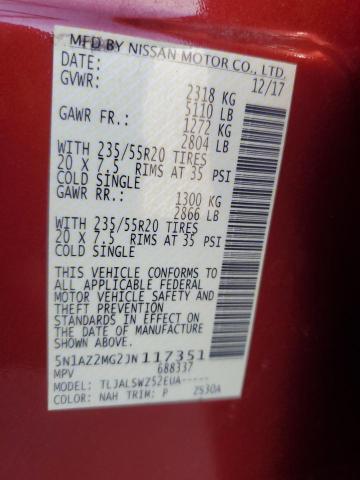 MFD BY NISSAN MOTOR CO., LTD.
DATE: 12/17
GVWR: 2318 KG
5110 LB
GAWR FR.: 1272 KG
2804 LB
WITH 235/55R20 TIRES
20 X 7.5 RIMS AT 35 PSI
COLD SINGLE
GAWR RR.: 1300 KG
2866 LB
WITH 235/55R20 TIRES
20 X 7.5 RIMS AT 35 PSI
COLD SINGLE
THIS VEHICLE CONFORMS TO
ALL APPLICABLE FEDERAL
MOTOR VEHICLE SAFETY AND
THEFT PREVENTION
STANDARDS IN EFFECT ON
THE DATE OF MANUFACTURE
SHOWN ABOVE.
5N1AZ2MG2JN117351
MPV 688337
MODEL: TLJALSWZ52EUA-----
COLOR: NAH TRIM: P ZS30A